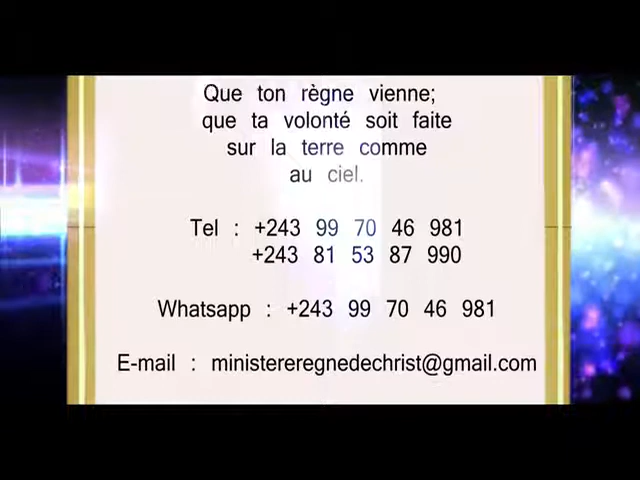 Que ton règne vienne;
que ta volonté soit faite
sur la terre comme
au ciel.
Tel : +243 99 70 46 981
+243 81 53 87 990
Whatsapp : +243 99 70 46 981
E-mail : ministereregnedechrist@gmail.com